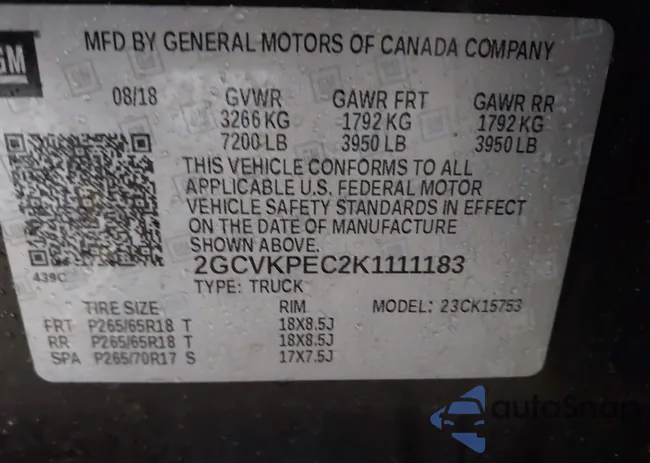 GM
MFD BY GENERAL MOTORS OF CANADA COMPANY
08/18 GVWR GAWR FRT GAWR RR
3266 KG 1792 KG 1792 KG
7200 LB 3950 LB 3950 LB
THIS VEHICLE CONFORMS TO ALL
APPLICABLE U.S. FEDERAL MOTOR
VEHICLE SAFETY STANDARDS IN EFFECT
ON THE DATE OF MANUFACTURE
SHOWN ABOVE.
439C
2GCVKPEC2K1111183
TYPE: TRUCK MODEL: 23CK15753
TIRE SIZE RIM
FRT P265/65R18 T 18X8.5J
RR P265/65R18 T 18X8.5J
SPA P265/70R17 S 17X7.5J
autoSnap